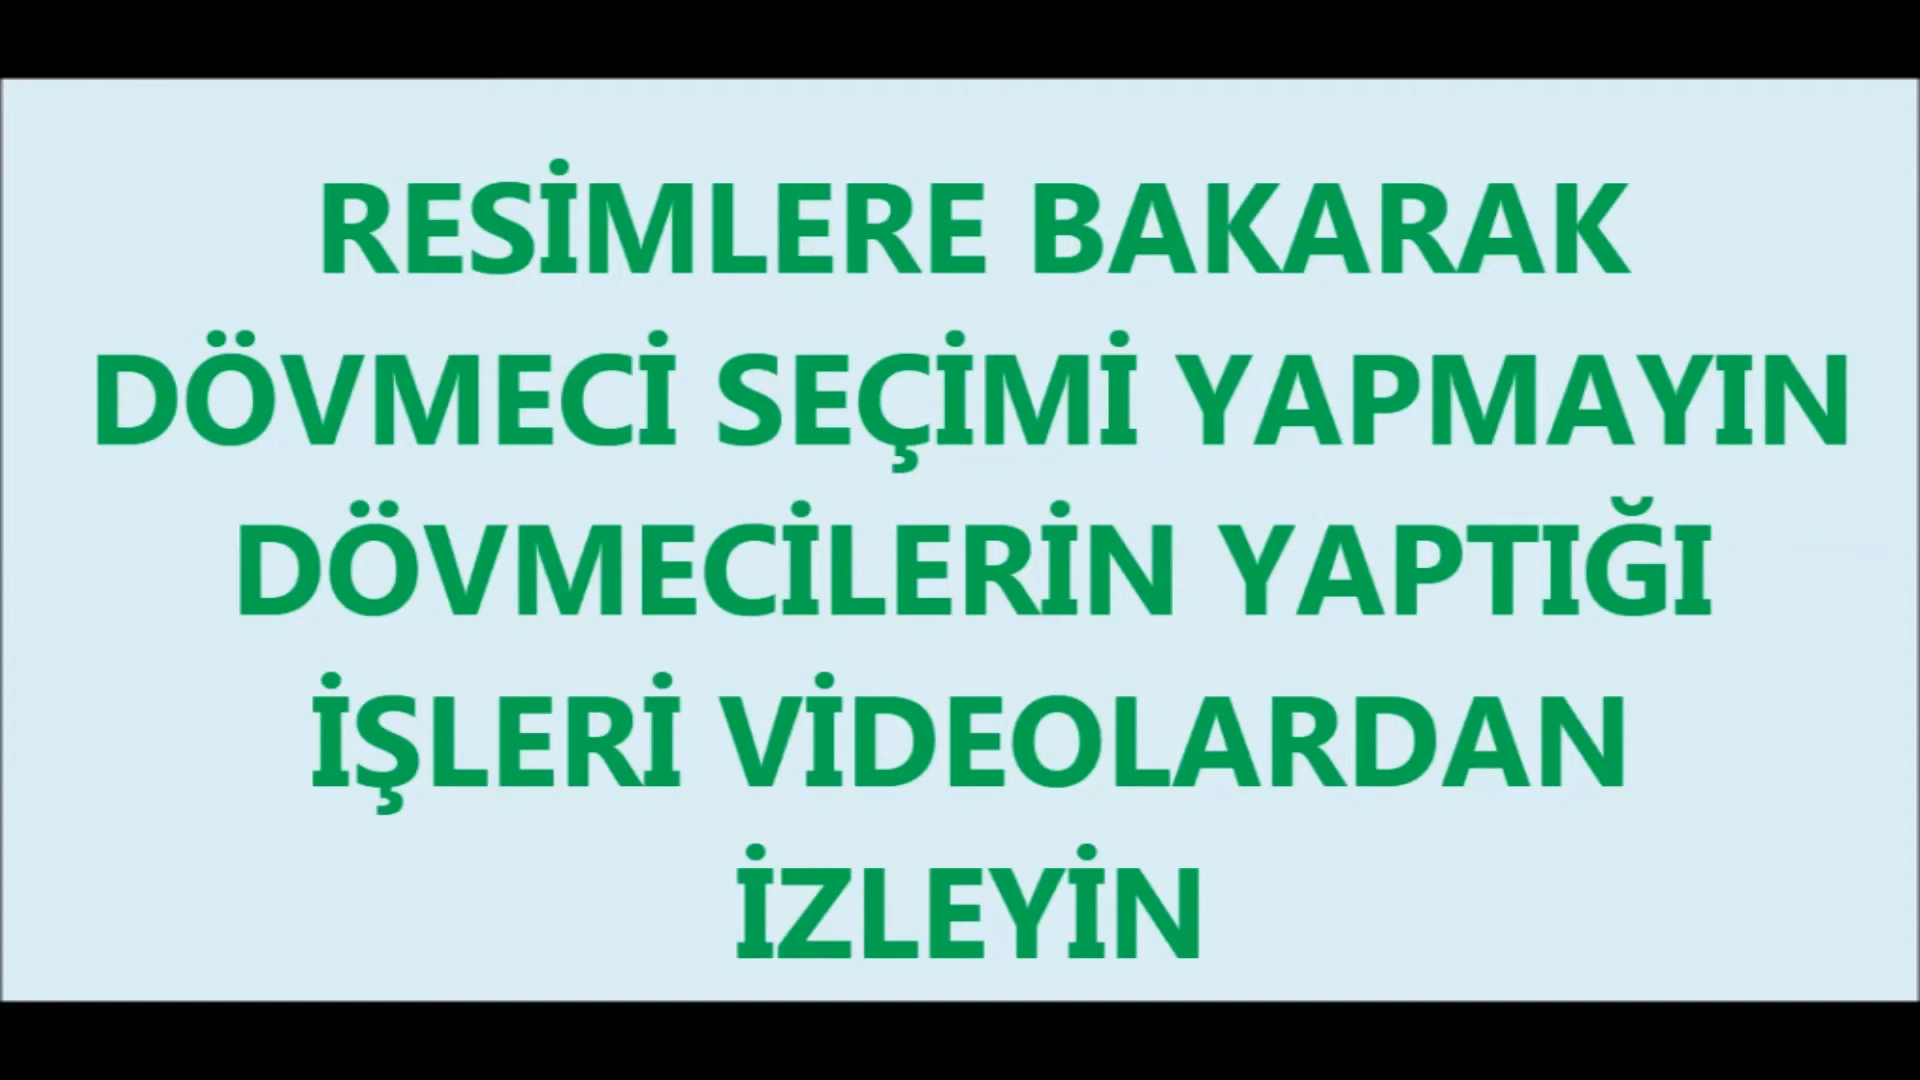 RESİMLERE BAKARAK
DÖVMECİ SEÇİMİ YAPMAYIN
DÖVMECİLERİN YAPTIĞI
İŞLERİ VİDEOLARDAN
İZLEYİN